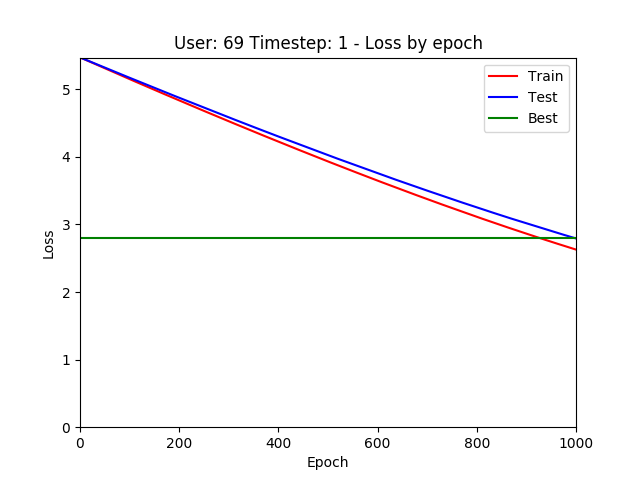 User: 69 Timestep: 1 - Loss by epoch
Train
Test
Best
Loss
5
4
3
2
1
0
0 200 400 600 800 1000
Epoch